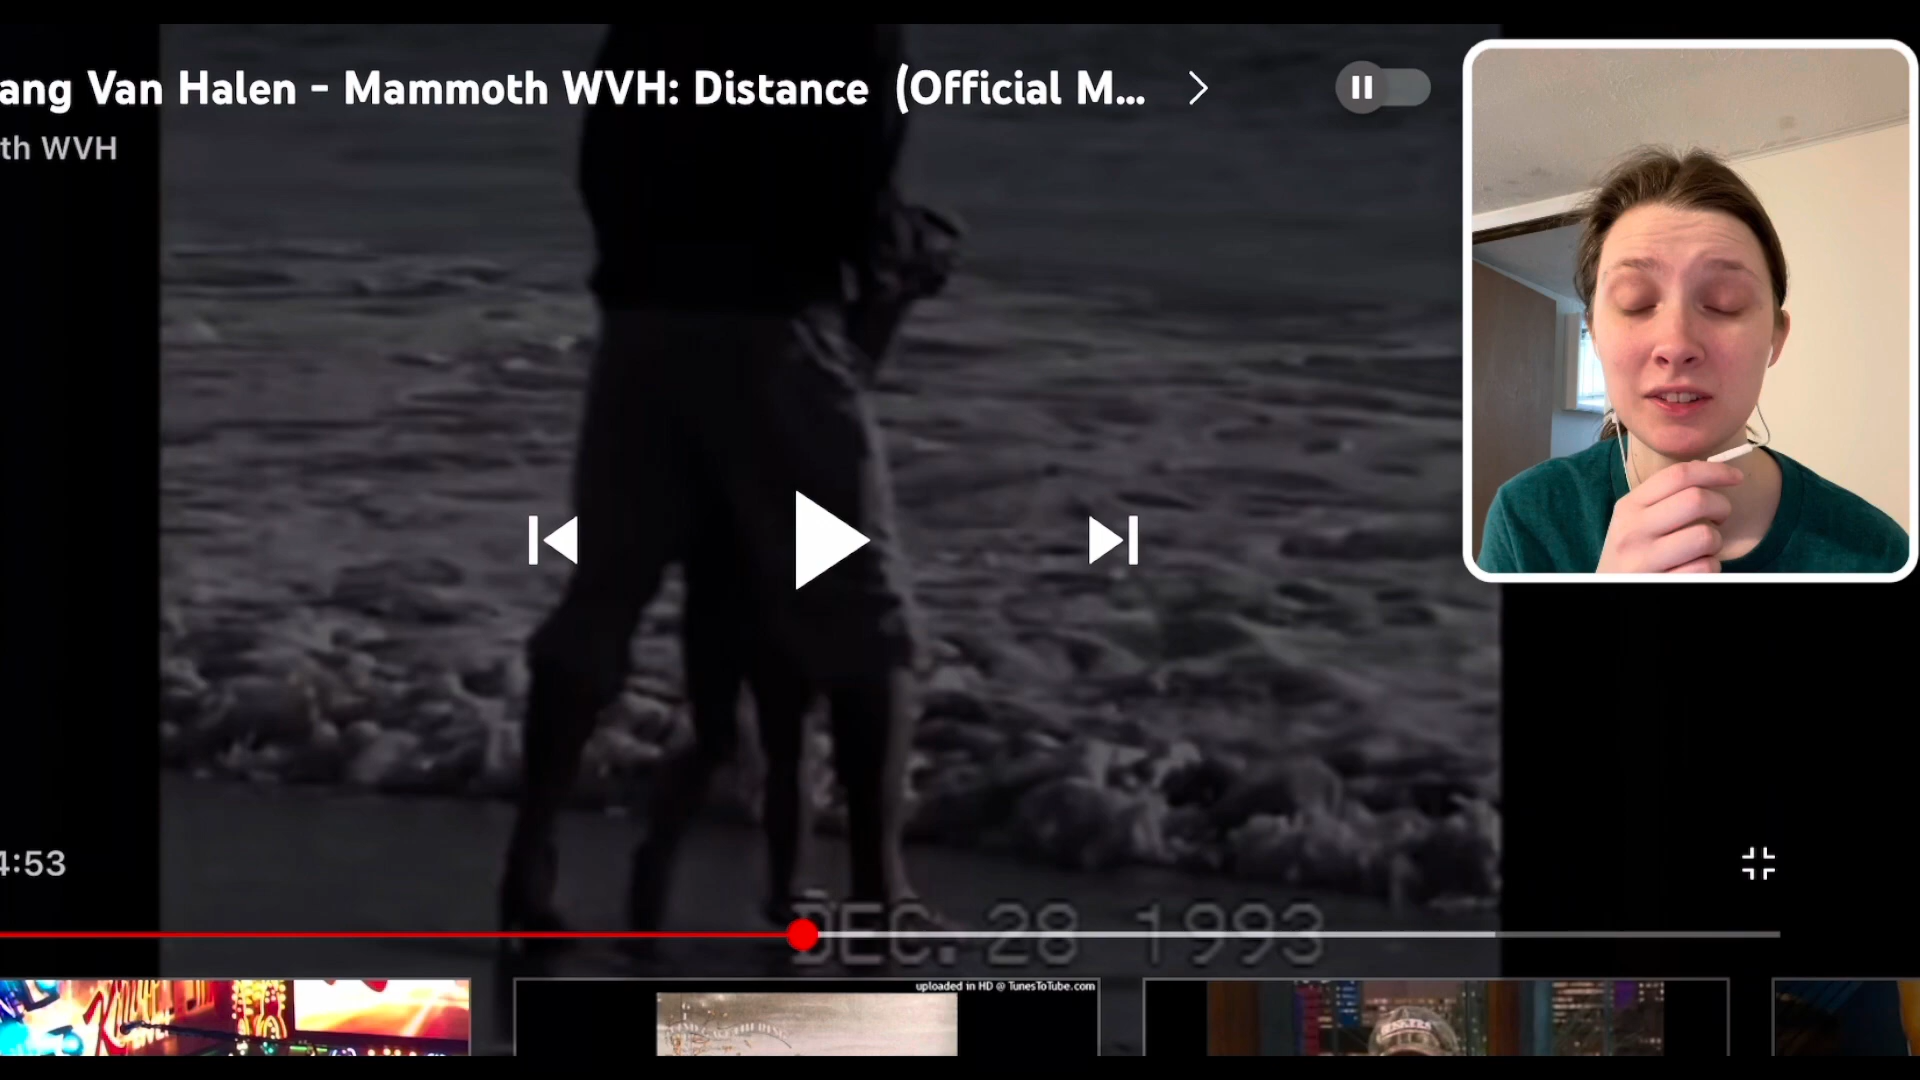 ang Van Halen - Mammoth WVH: Distance (Official M...
th WVH
4:53
DEC. 28 1993
uploaded in HD @ TunesToTube.com